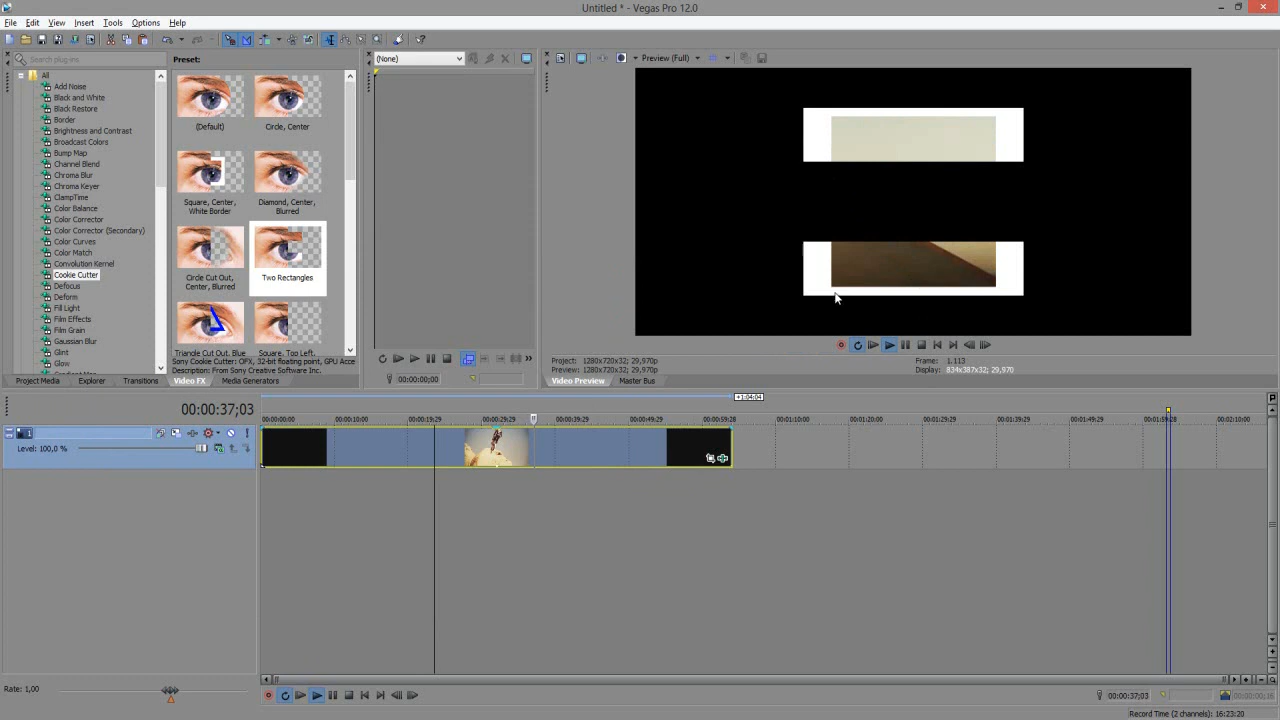 Untitled * - Vegas Pro 12.0
File Edit View Insert Tools Options Help
Search plug-ins
All
Add Noise
Black and White
Black Restore
Border
Brightness and Contrast
Broadcast Colors
Bump Map
Channel Blend
Chroma Blur
Chroma Keyer
ClampTime
Color Balance
Color Corrector
Color Corrector (Secondary)
Color Curves
Color Match
Convolution Kernel
Cookie Cutter
Defocus
Deform
Fill Light
Film Effects
Film Grain
Gaussian Blur
Glint
Glow
Preset:
(Default)
Circle, Center
Square, Center,
White Border
Diamond, Center,
Blurred
Circle Cut Out,
Center, Blurred
Two Rectangles
Triangle Cut Out, Blue
Square, Top Left,
Sony Cookie Cutter: OFX, 32-bit floating point, GPU Acce
Description: From Sony Creative Software Inc.
Project Media Explorer Transitions Video FX Media Generators
(None)
00:00:00;00
Preview (Full)
Project: 1280x720x32; 29,970p
Preview: 1280x720x32; 29,970p
Frame: 1.113
Display: 834x387x32; 29,970
Video Preview Master Bus
+1:04:04
00:00:37;03
00:00:00;00 00:00:10;00 00:00:19;29 00:00:29;29 00:00:39;29 00:00:49;29 00:00:59;28 00:01:10;00 00:01:20;00 00:01:29;29 00:01:39;29 00:01:49;29 00:01:59;28 00:02:10;00
1
Level: 100,0 %
Rate: 1,00
00:00:37;03
00:00:00;36
Record Time (2 channels): 16:23:20